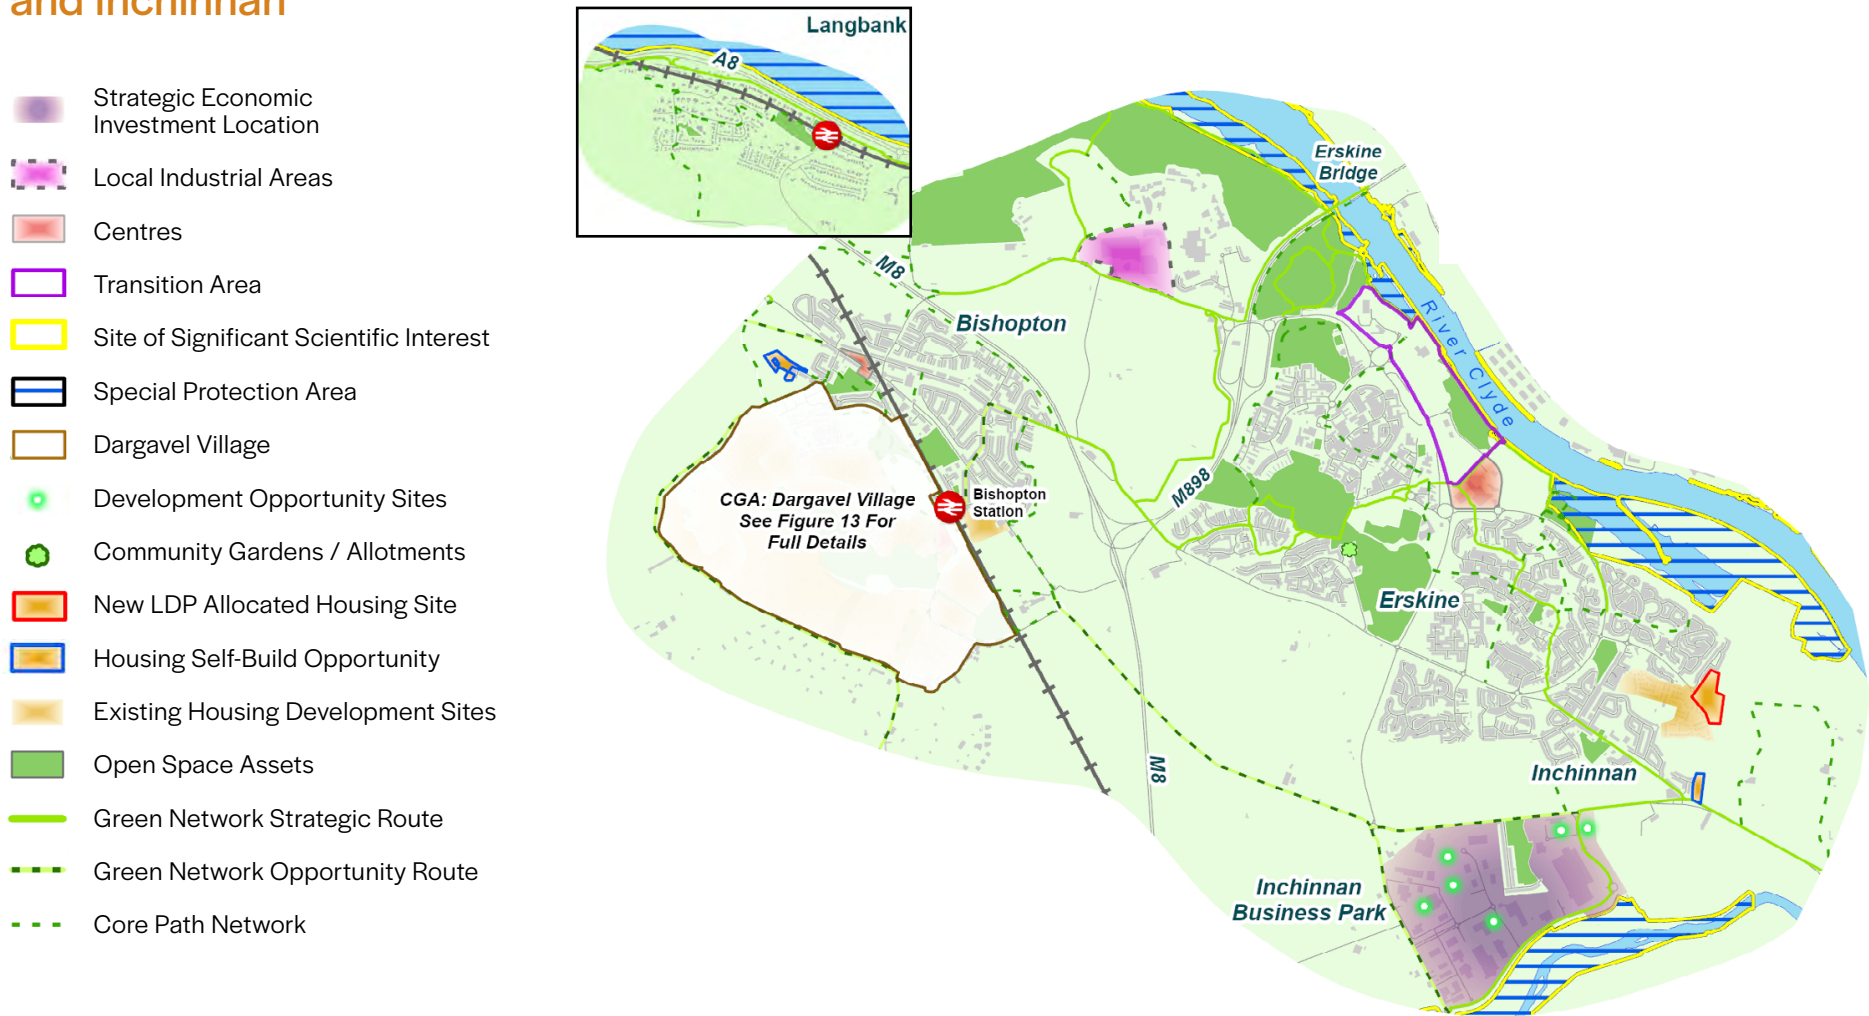 and Inchinnan
Strategic Economic
Investment Location
Local Industrial Areas
Centres
Transition Area
Site of Significant Scientific Interest
Special Protection Area
Dargavel Village
Development Opportunity Sites
Community Gardens / Allotments
New LDP Allocated Housing Site
Housing Self-Build Opportunity
Existing Housing Development Sites
Open Space Assets
Green Network Strategic Route
Green Network Opportunity Route
Core Path Network
Langbank
A8
Erskine
Bridge
M8
Bishopton
River Clyde
M898
CGA: Dargavel Village
See Figure 13 For
Full Details
Bishopton
Station
Erskine
M8
Inchinnan
Inchinnan
Business Park